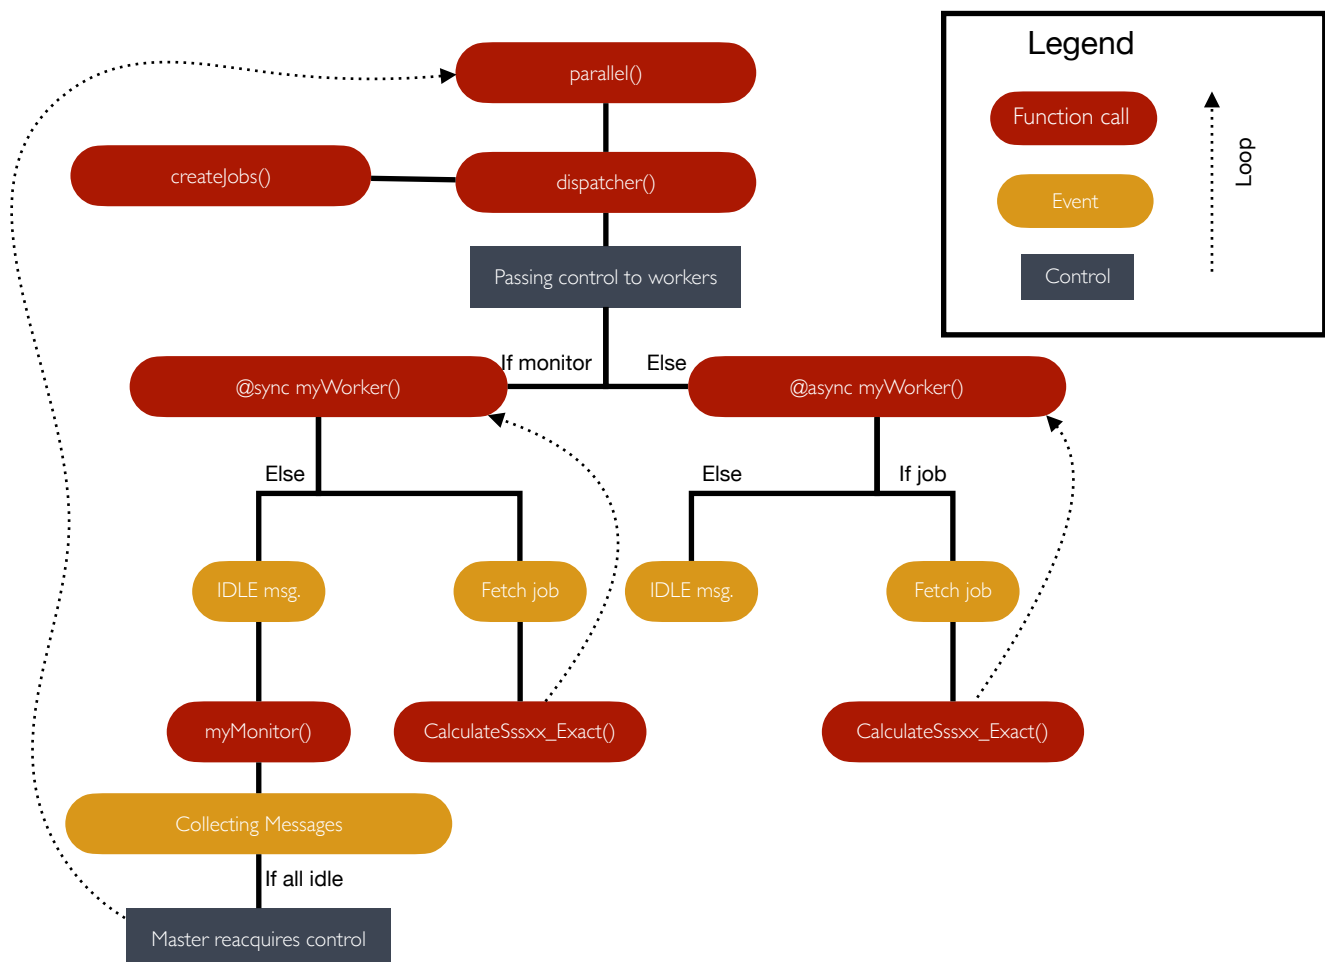 Legend
parallel()
Function call
createJobs()
dispatcher()
Loop
Event
Passing control to workers
Control
If monitor
Else
@sync myWorker()
@async myWorker()
Else
Else
If job
IDLE msg.
Fetch job
IDLE msg.
Fetch job
myMonitor()
CalculateSssxx_Exact()
CalculateSssxx_Exact()
Collecting Messages
If all idle
Master reacquires control